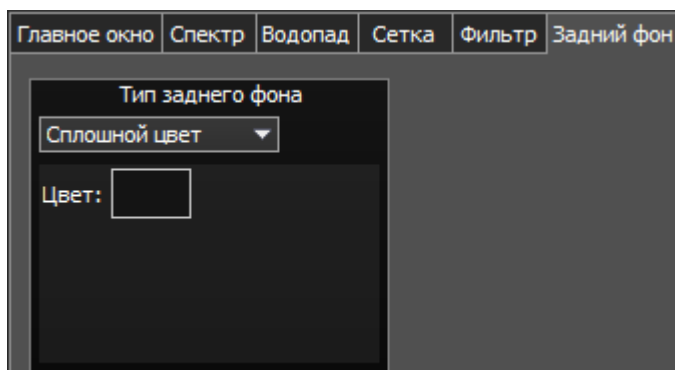 Главное окно Спектр Водопад Сетка Фильтр Задний фон
Тип заднего фона
Сплошной цвет
Цвет: